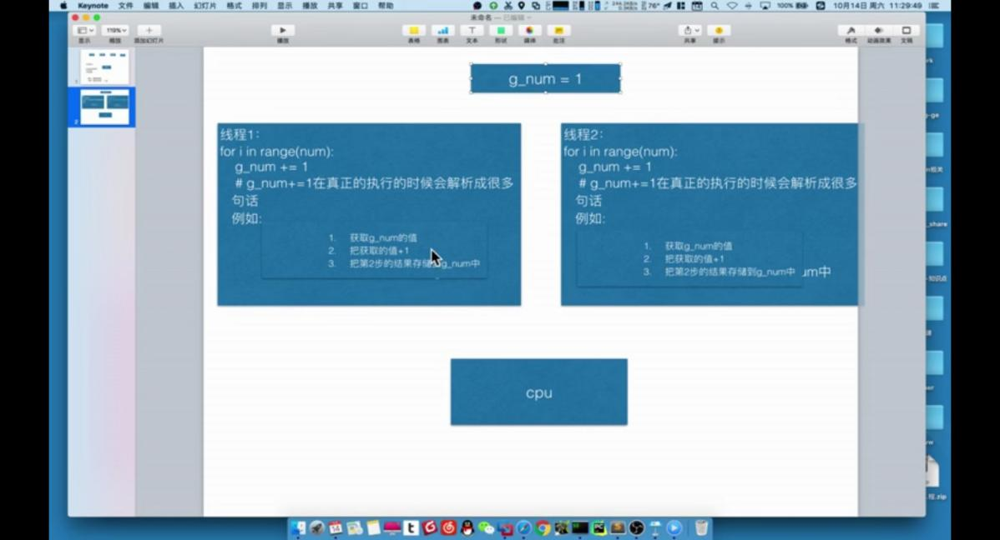 Keynote 文件 编辑 插入 幻灯片 格式 排列 显示 播放 共享 窗口 帮助
76° 100% 10月14日 周六 11:29:49
未命名 — 已编辑
119%
显示 缩放 添加幻灯片 播放 表格 图表 文本 形状 媒体 批注 共享 提示 格式 动画效果 文稿
1
2
g_num = 1
线程1:
for i in range(num):
g_num += 1
# g_num+=1在真正的执行的时候会解析成很多
句话
例如:
1. 获取g_num的值
2. 把获取的值+1
3. 把第2步的结果存储到g_num中
线程2:
for i in range(num):
g_num += 1
# g_num+=1在真正的执行的时候会解析成很多
句话
例如:
1. 获取g_num的值
2. 把获取的值+1
3. 把第2步的结果存储到g_num中
um中
cpu
_share
.zip